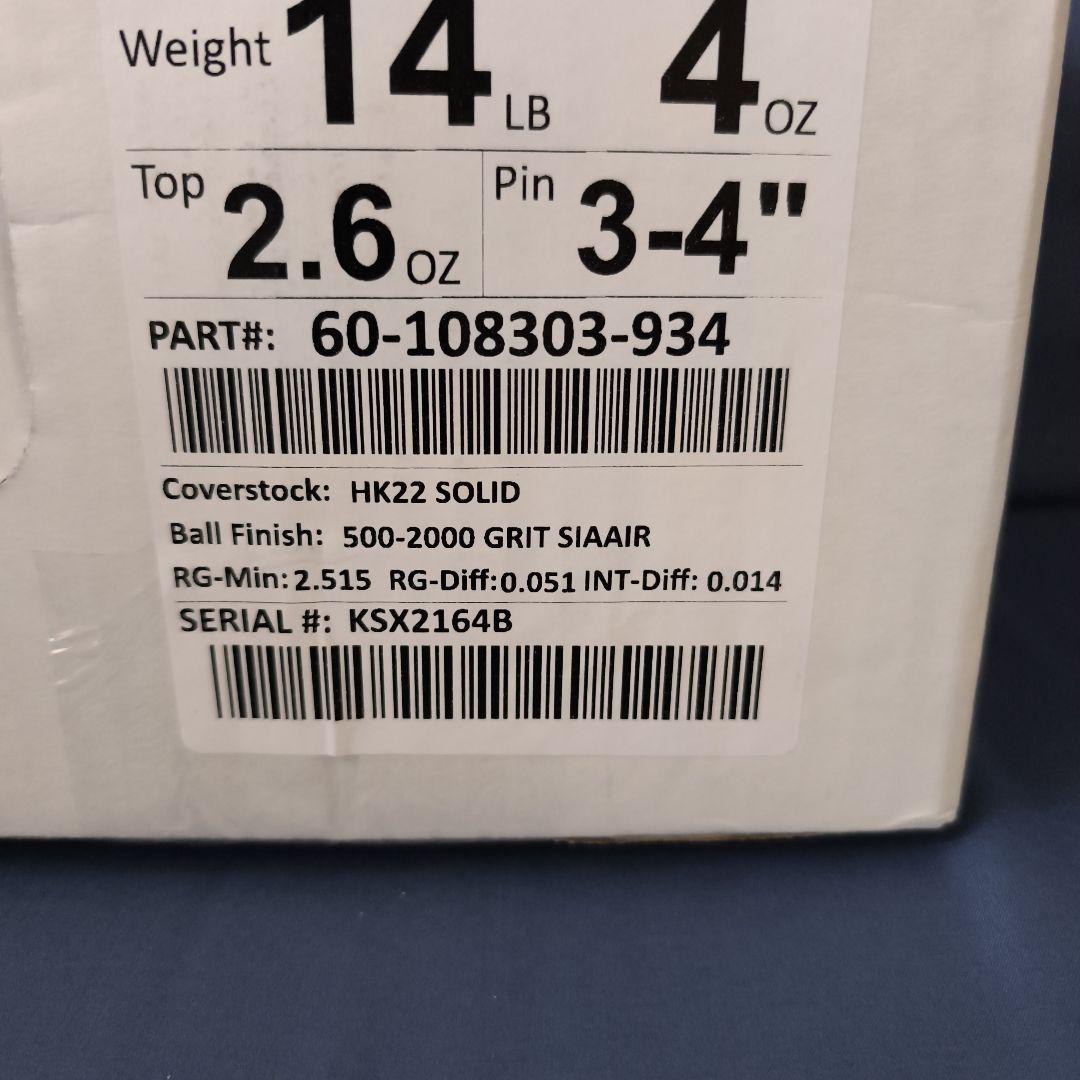 Weight 14 LB 4 OZ
Top 2.6 OZ Pin 3-4"
PART#: 60-108303-934
Coverstock: HK22 SOLID
Ball Finish: 500-2000 GRIT SIAAIR
RG-Min: 2.515 RG-Diff: 0.051 INT-Diff: 0.014
SERIAL #: KSX2164B